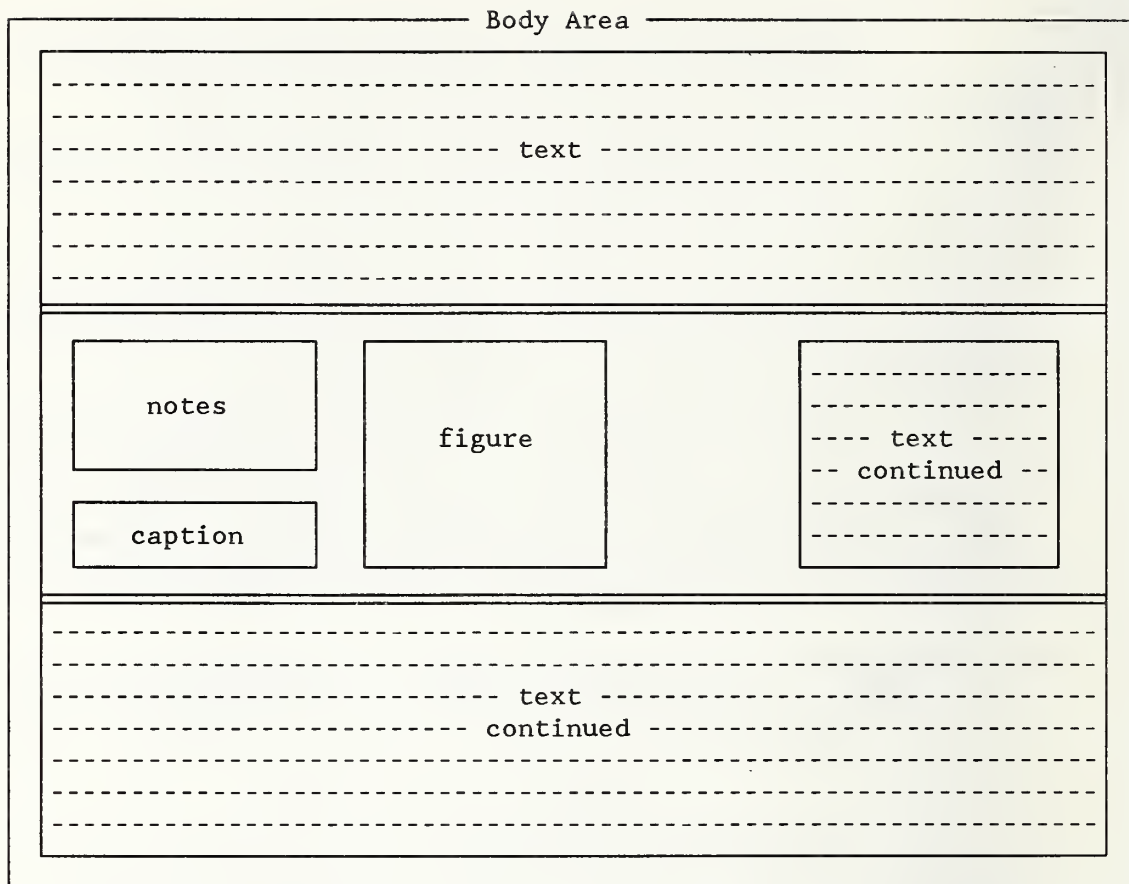 Body Area
text
notes
caption
figure
text
continued
text
continued